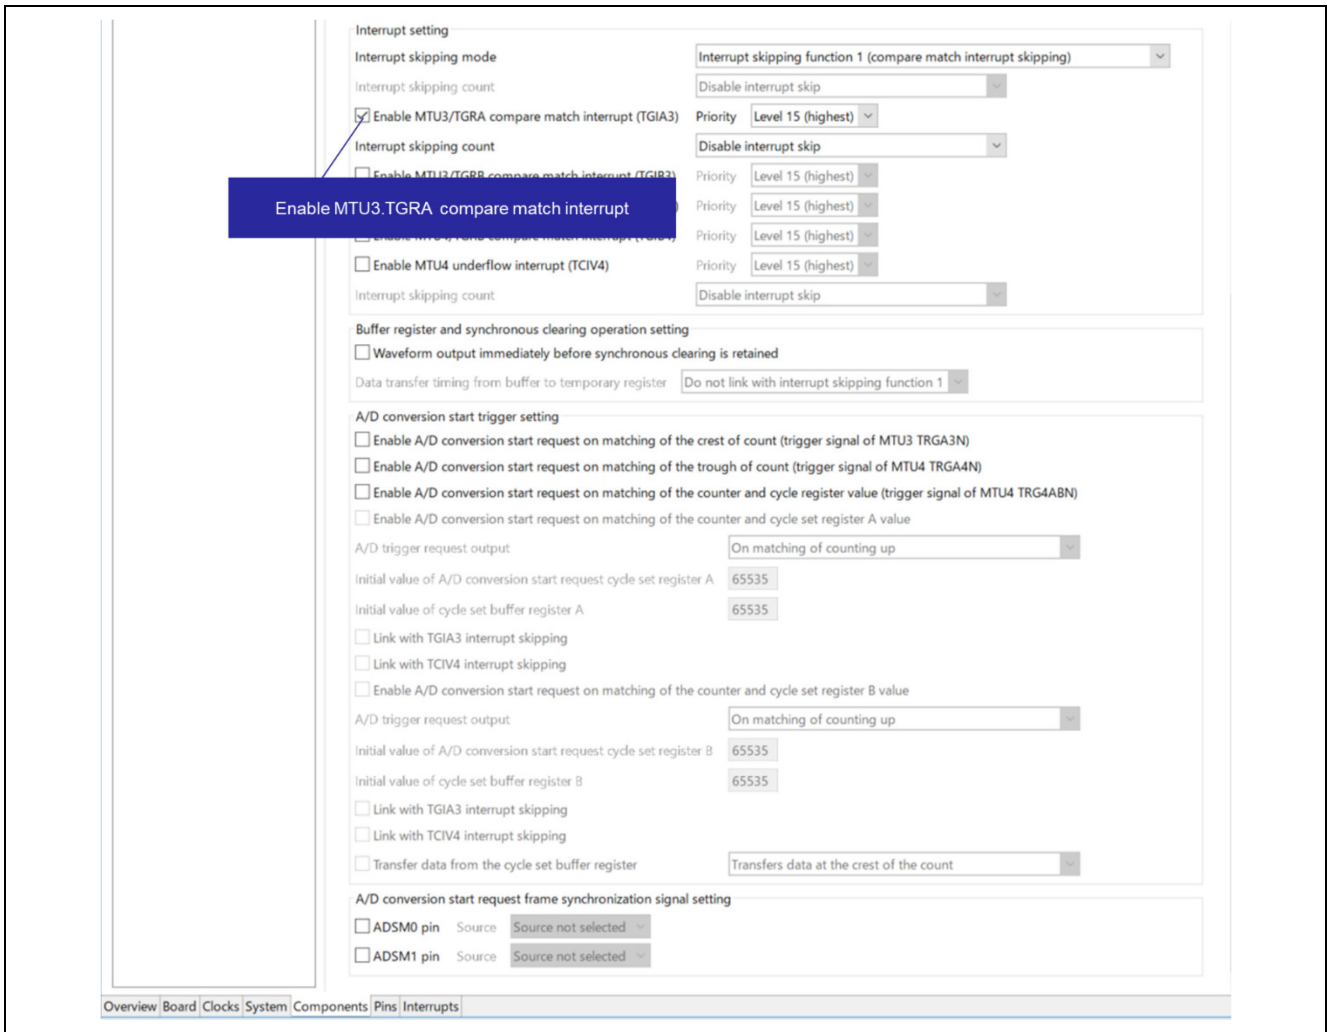 Interrupt setting
Interrupt skipping mode Interrupt skipping function 1 (compare match interrupt skipping)
Interrupt skipping count Disable interrupt skip
Enable MTU3/TGRA compare match interrupt (TGIA3) Priority Level 15 (highest)
Interrupt skipping count Disable interrupt skip
Enable MTU3/TGRB compare match interrupt (TGIB3) Priority Level 15 (highest)
Enable MTU3.TGRA compare match interrupt
) Priority Level 15 (highest)
Enable MTU4/TGRB compare match interrupt (TGIB4) Priority Level 15 (highest)
Enable MTU4 underflow interrupt (TCIV4) Priority Level 15 (highest)
Interrupt skipping count Disable interrupt skip
Buffer register and synchronous clearing operation setting
Waveform output immediately before synchronous clearing is retained
Data transfer timing from buffer to temporary register Do not link with interrupt skipping function 1
A/D conversion start trigger setting
Enable A/D conversion start request on matching of the crest of count (trigger signal of MTU3 TRGA3N)
Enable A/D conversion start request on matching of the trough of count (trigger signal of MTU4 TRGA4N)
Enable A/D conversion start request on matching of the counter and cycle register value (trigger signal of MTU4 TRG4ABN)
Enable A/D conversion start request on matching of the counter and cycle set register A value
A/D trigger request output On matching of counting up
Initial value of A/D conversion start request cycle set register A 65535
Initial value of cycle set buffer register A 65535
Link with TGIA3 interrupt skipping
Link with TCIV4 interrupt skipping
Enable A/D conversion start request on matching of the counter and cycle set register B value
A/D trigger request output On matching of counting up
Initial value of A/D conversion start request cycle set register B 65535
Initial value of cycle set buffer register B 65535
Link with TGIA3 interrupt skipping
Link with TCIV4 interrupt skipping
Transfer data from the cycle set buffer register Transfers data at the crest of the count
A/D conversion start request frame synchronization signal setting
ADSM0 pin Source Source not selected
ADSM1 pin Source Source not selected
Overview Board Clocks System Components Pins Interrupts